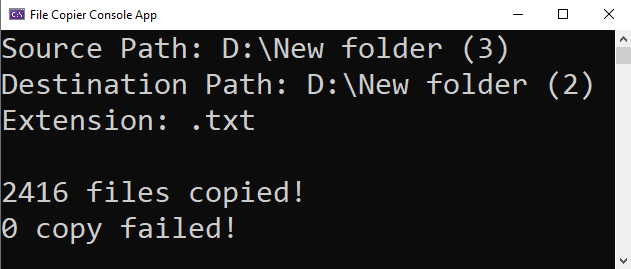 File Copier Console App
Source Path: D:\New folder (3)
Destination Path: D:\New folder (2)
Extension: .txt
2416 files copied!
0 copy failed!